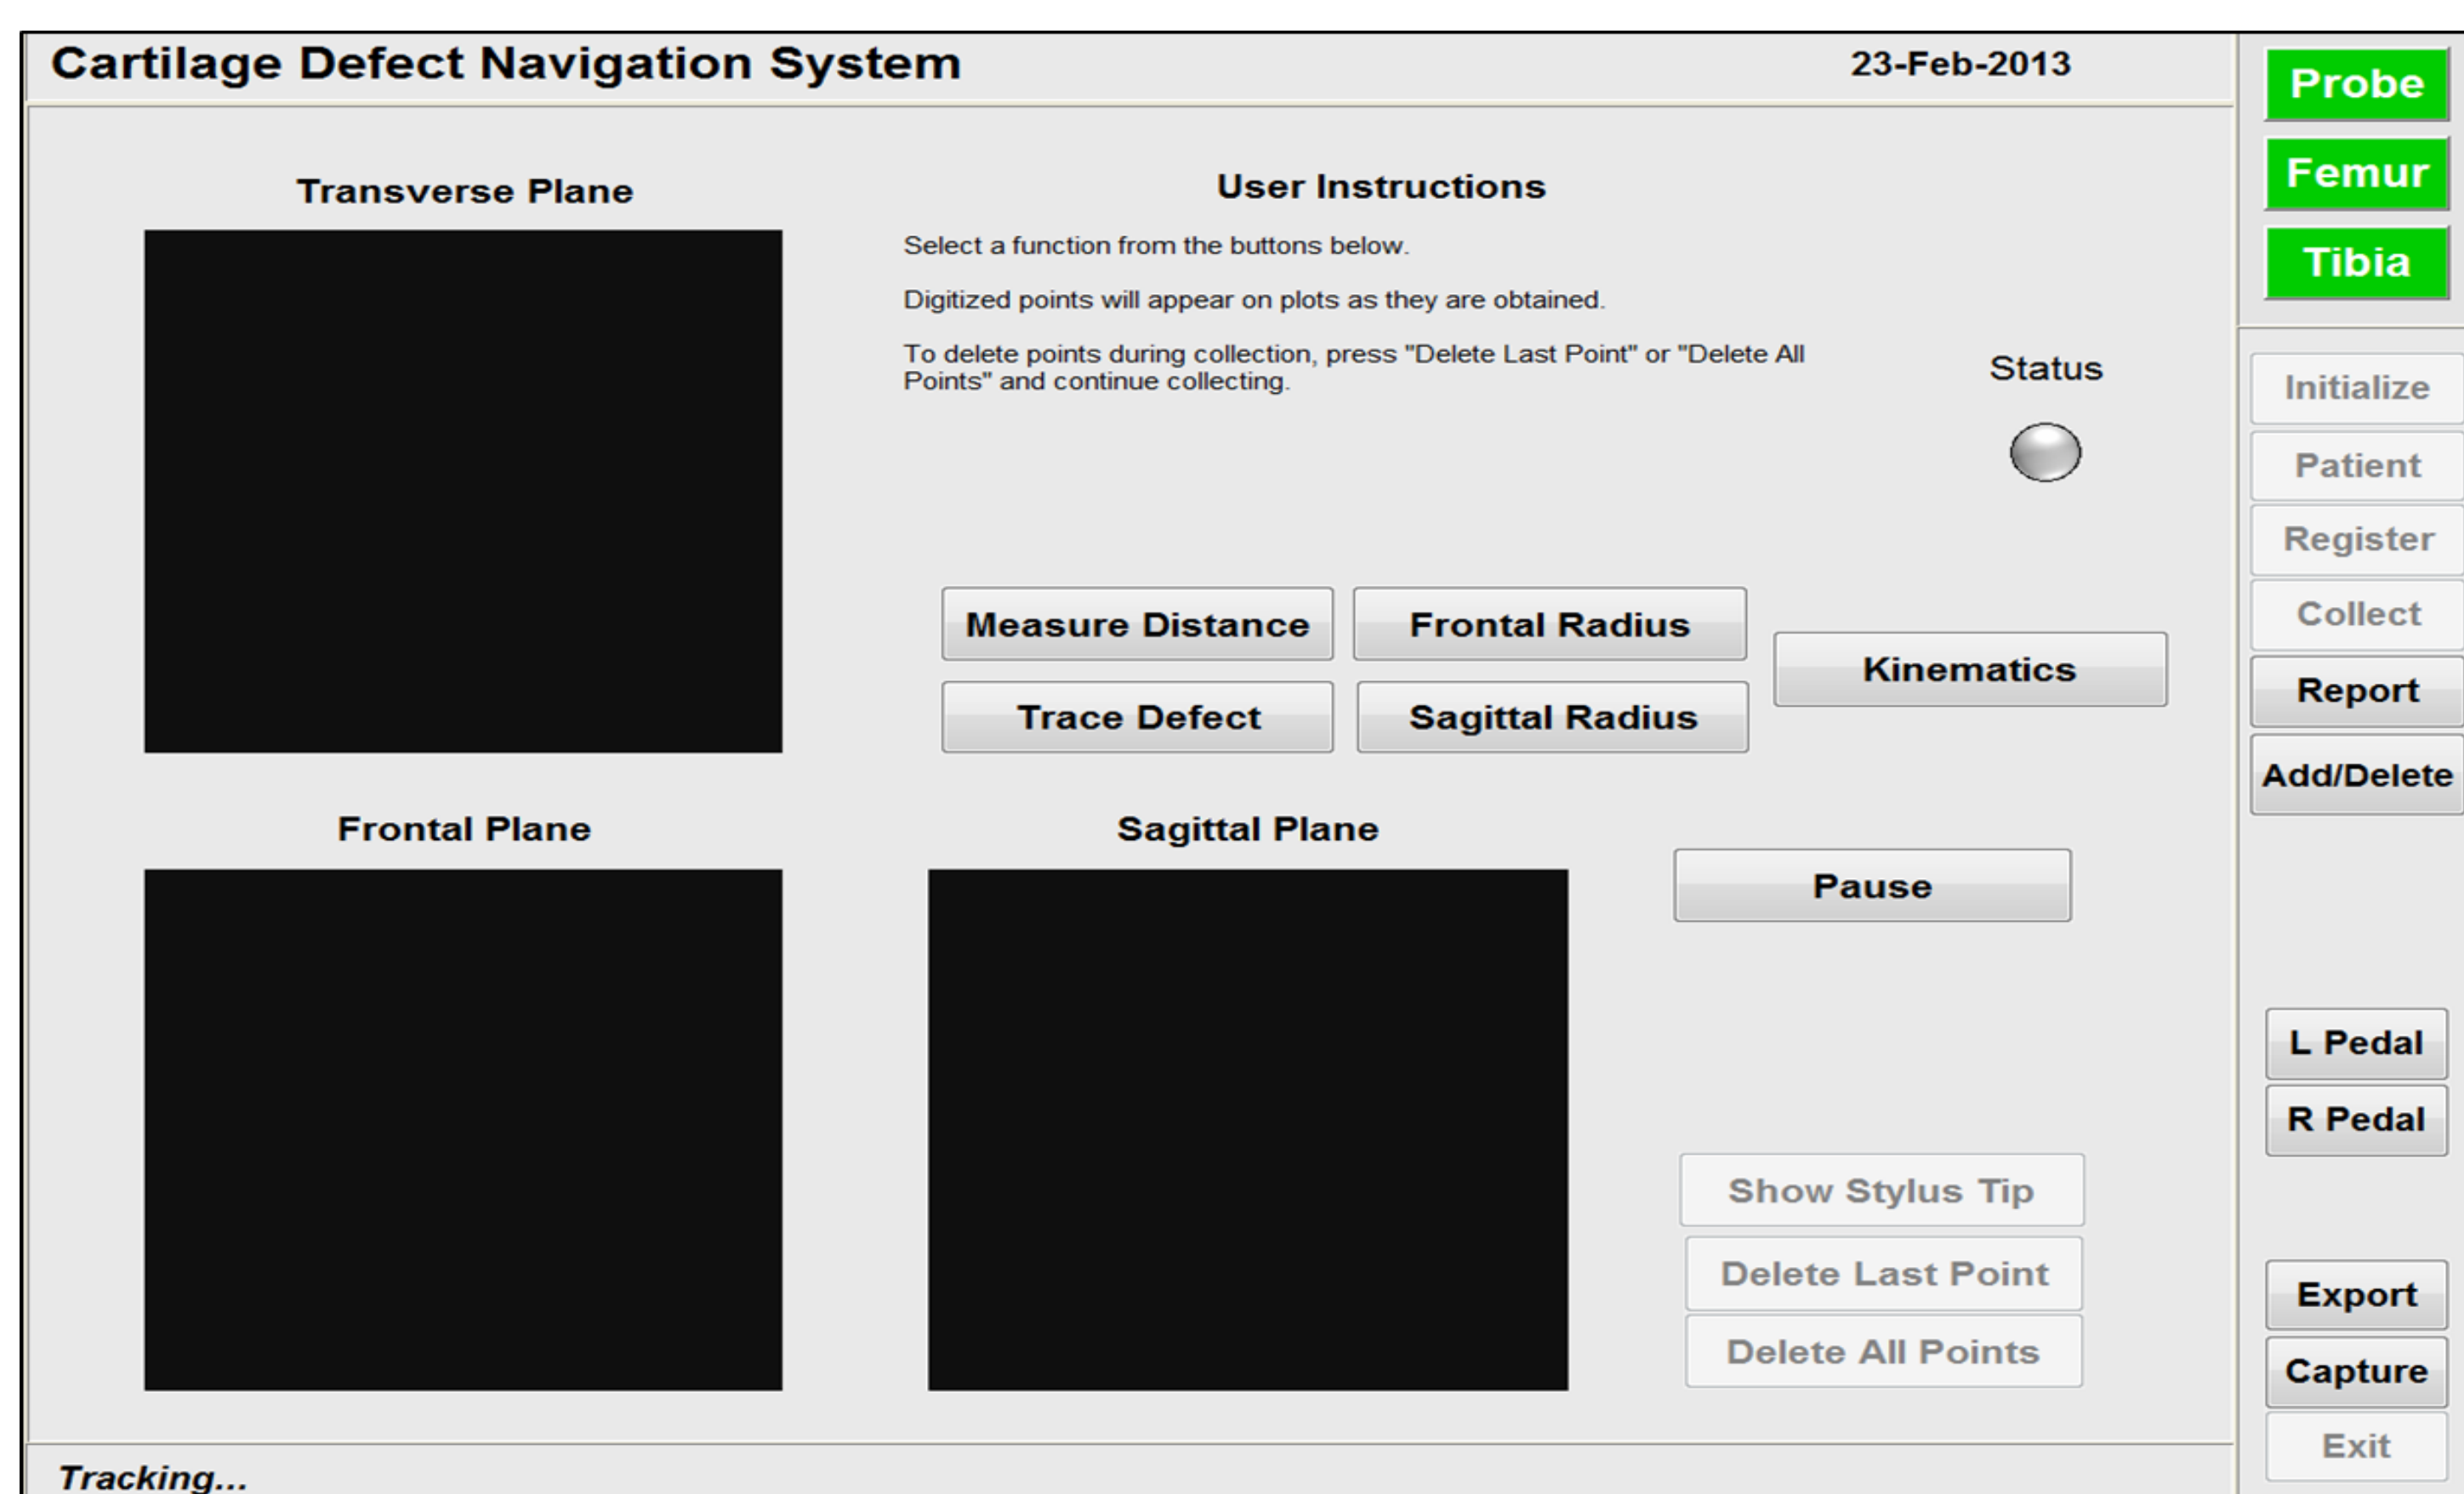 Cartilage Defect Navigation System
23-Feb-2013
Transverse Plane
User Instructions
Select a function from the buttons below.
Digitized points will appear on plots as they are obtained.
To delete points during collection, press "Delete Last Point" or "Delete All
Points" and continue collecting.
Status
Measure Distance
Frontal Radius
Kinematics
Trace Defect
Sagittal Radius
Frontal Plane
Sagittal Plane
Pause
Show Stylus Tip
Delete Last Point
Delete All Points
Tracking...
Probe
Femur
Tibia
Initialize
Patient
Register
Collect
Report
Add/Delete
L Pedal
R Pedal
Export
Capture
Exit